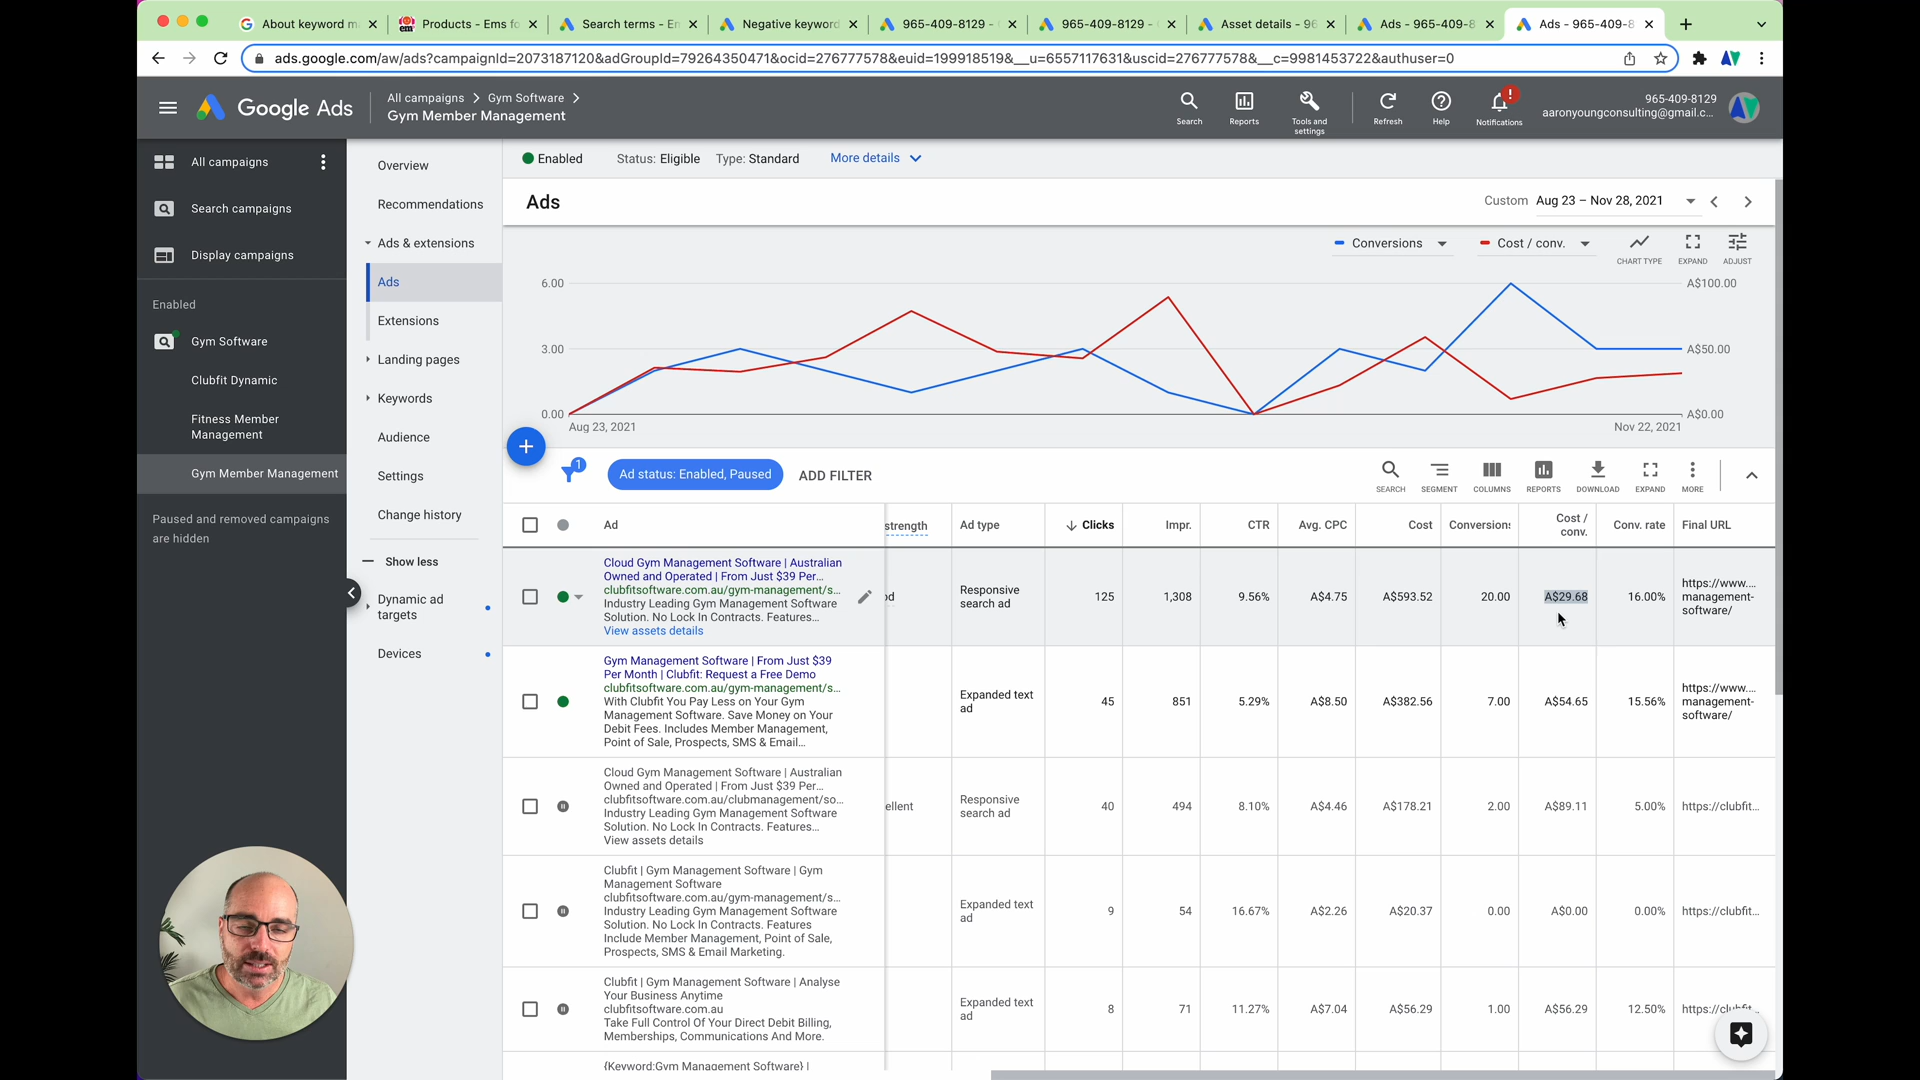 About keyword m
Products - Ems fo
Search terms - Em
Negative keyword
965-409-8129 -
965-409-8129 -
Asset details - 96
Ads - 965-409-8
Ads - 965-409-8
ads.google.com/aw/ads?campaignId=2073187120&adGroupId=79264350471&ocid=276777578&euid=199918519&__u=6557117631&uscid=276777578&__c=9981453722&authuser=0
Google Ads
All campaigns > Gym Software >
Gym Member Management
Search
Reports
Tools and
settings
Refresh
Help
Notifications
965-409-8129
aaronyoungconsulting@gmail.c...
All campaigns
Search campaigns
Display campaigns
Enabled
Gym Software
Clubfit Dynamic
Fitness Member
Management
Gym Member Management
Paused and removed campaigns
are hidden
Overview
Recommendations
Ads & extensions
Ads
Extensions
Landing pages
Keywords
Audience
Settings
Change history
Show less
Dynamic ad
targets
Devices
Enabled
Status: Eligible
Type: Standard
More details
Ads
Custom
Aug 23 – Nov 28, 2021
Conversions
Cost / conv.
CHART TYPE
EXPAND
ADJUST
6.00
3.00
0.00
A$100.00
A$50.00
A$0.00
Aug 23, 2021
Nov 22, 2021
1
Ad status: Enabled, Paused
ADD FILTER
SEARCH
SEGMENT
COLUMNS
REPORTS
DOWNLOAD
EXPAND
MORE
Ad
strength
Ad type
Clicks
Impr.
CTR
Avg. CPC
Cost
Conversions
Cost /
conv.
Conv. rate
Final URL
Cloud Gym Management Software | Australian
Owned and Operated | From Just $39 Per...
clubfitsoftware.com.au/gym-management/s...
Industry Leading Gym Management Software
Solution. No Lock In Contracts. Features...
View assets details
od
Responsive
search ad
125
1,308
9.56%
A$4.75
A$593.52
20.00
A$29.68
16.00%
https://www....
management-
software/
Gym Management Software | From Just $39
Per Month | Clubfit: Request a Free Demo
clubfitsoftware.com.au/gym-management/s...
With Clubfit You Pay Less on Your Gym
Management Software. Save Money on Your
Debit Fees. Includes Member Management,
Point of Sale, Prospects, SMS & Email...
Expanded text
ad
45
851
5.29%
A$8.50
A$382.56
7.00
A$54.65
15.56%
https://www....
management-
software/
Cloud Gym Management Software | Australian
Owned and Operated | From Just $39 Per...
clubfitsoftware.com.au/clubmanagement/so...
Industry Leading Gym Management Software
Solution. No Lock In Contracts. Features...
View assets details
ellent
Responsive
search ad
40
494
8.10%
A$4.46
A$178.21
2.00
A$89.11
5.00%
https://clubfit...
Clubfit | Gym Management Software | Gym
Management Software
clubfitsoftware.com.au/gym-management/s...
Industry Leading Gym Management Software
Solution. No Lock In Contracts. Features
Include Member Management, Point of Sale,
Prospects, SMS & Email Marketing.
Expanded text
ad
9
54
16.67%
A$2.26
A$20.37
0.00
A$0.00
0.00%
https://clubfit...
Clubfit | Gym Management Software | Analyse
Your Business Anytime
clubfitsoftware.com.au
Take Full Control Of Your Direct Debit Billing,
Memberships, Communications And More.
Expanded text
ad
8
71
11.27%
A$7.04
A$56.29
1.00
A$56.29
12.50%
https://clubfit...
{Keyword:Gym Management Software} |